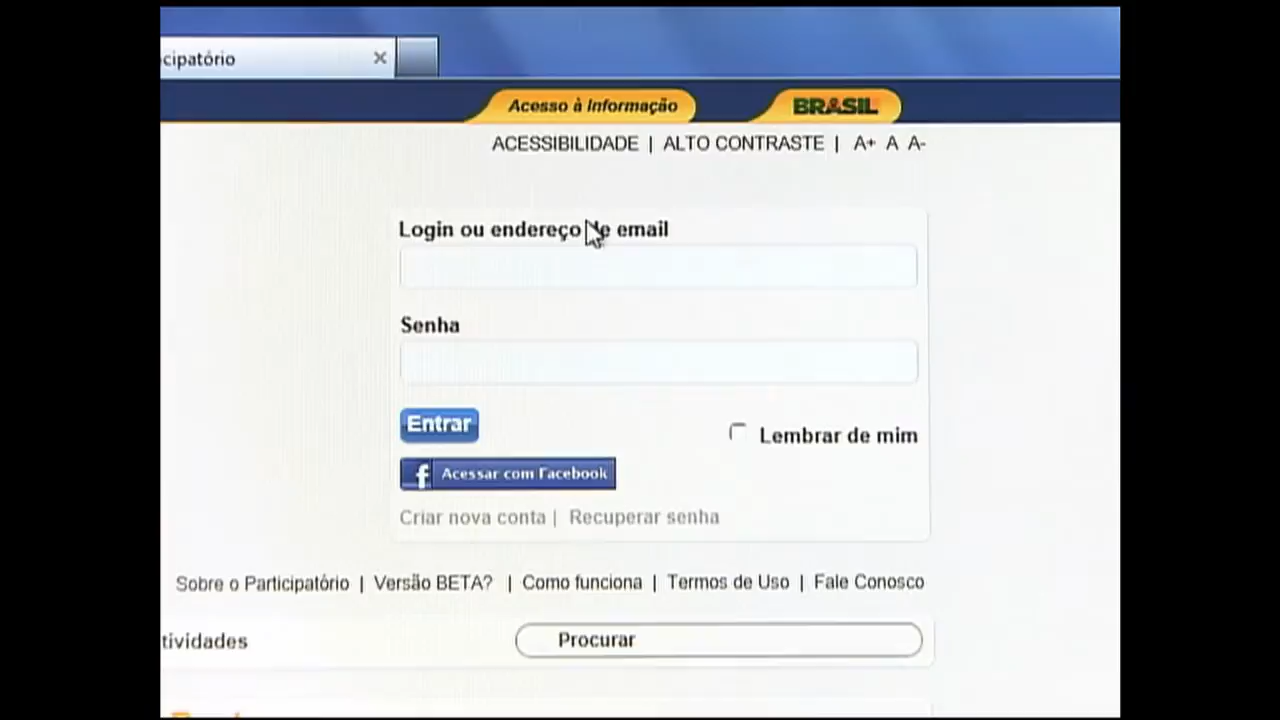 cipatório
Acesso à Informação BRASIL
ACESSIBILIDADE | ALTO CONTRASTE | A+ A A-
Login ou endereço de email
Senha
Entrar
Lembrar de mim
f Acessar com Facebook
Criar nova conta | Recuperar senha
Sobre o Participatório | Versão BETA? | Como funciona | Termos de Uso | Fale Conosco
tividades Procurar